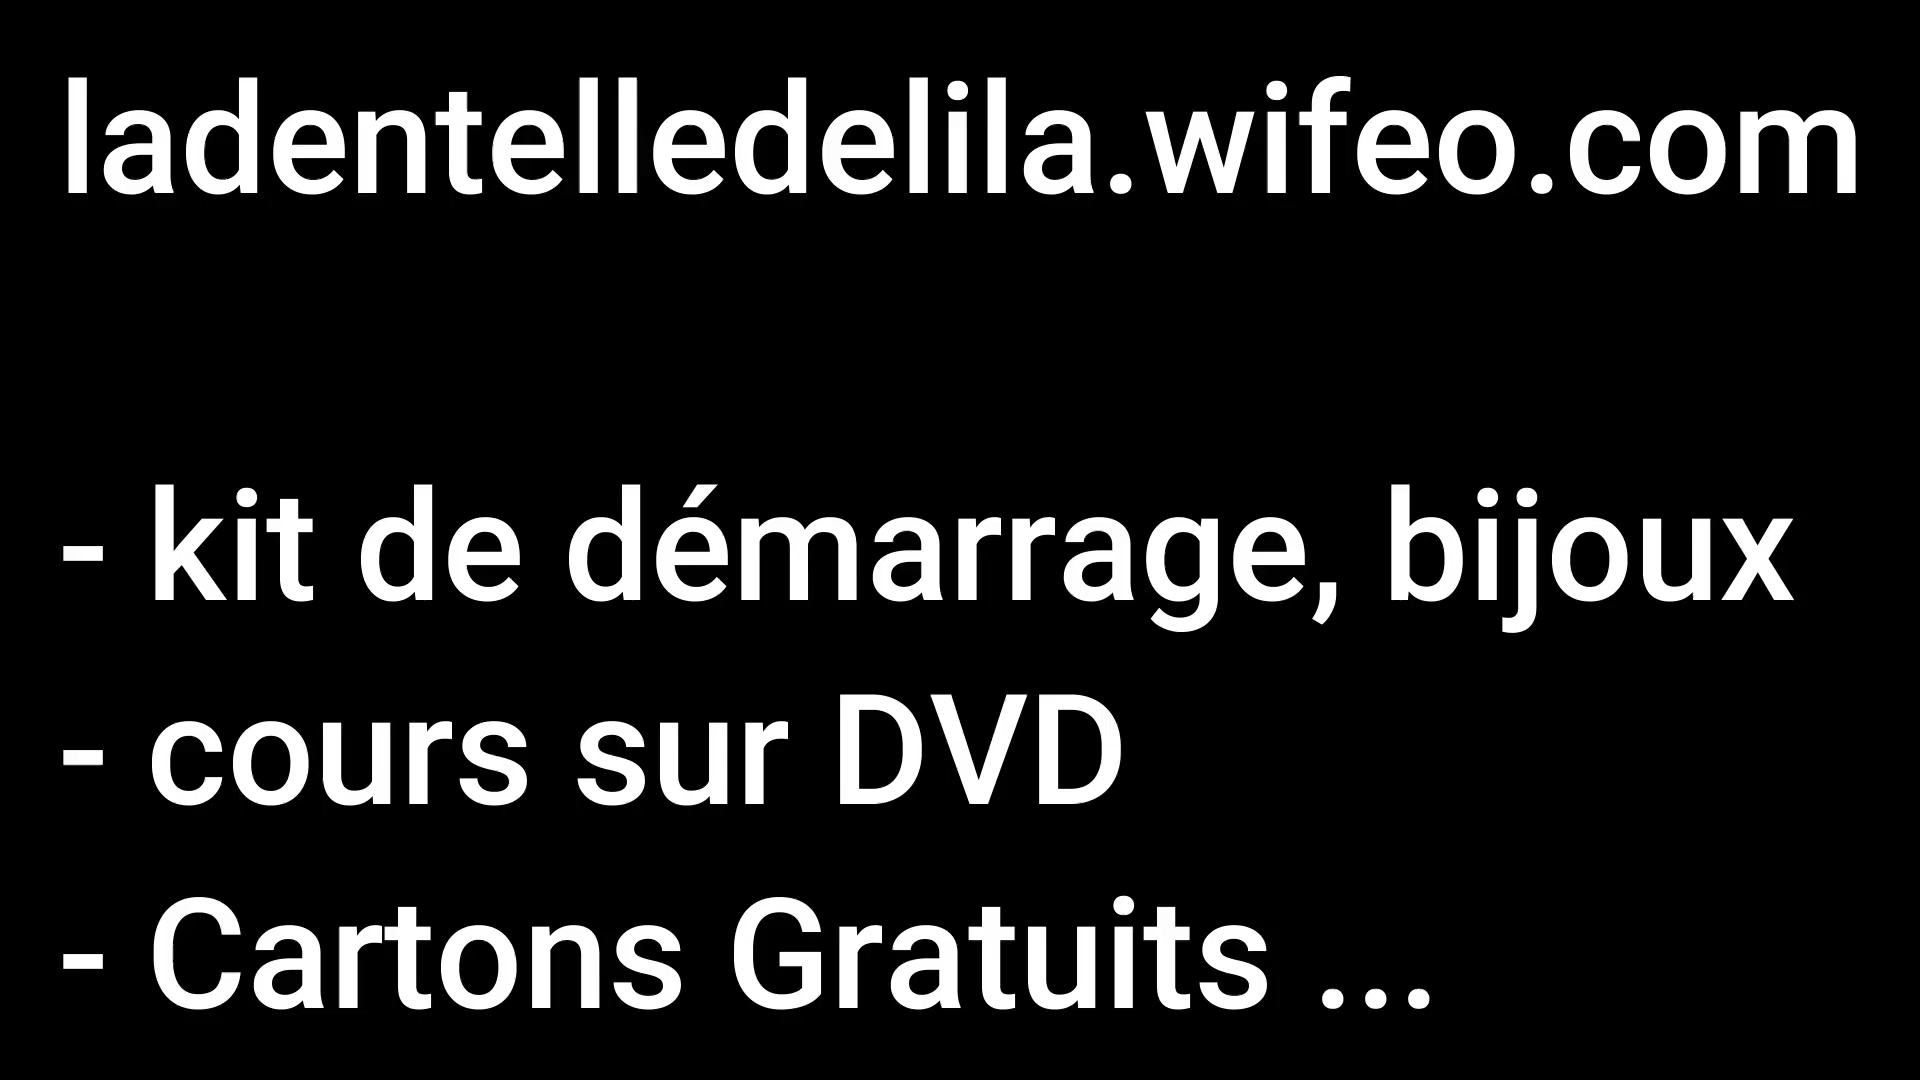 ladentelledelila.wifeo.com
- kit de démarrage, bijoux
- cours sur DVD
- Cartons Gratuits ...